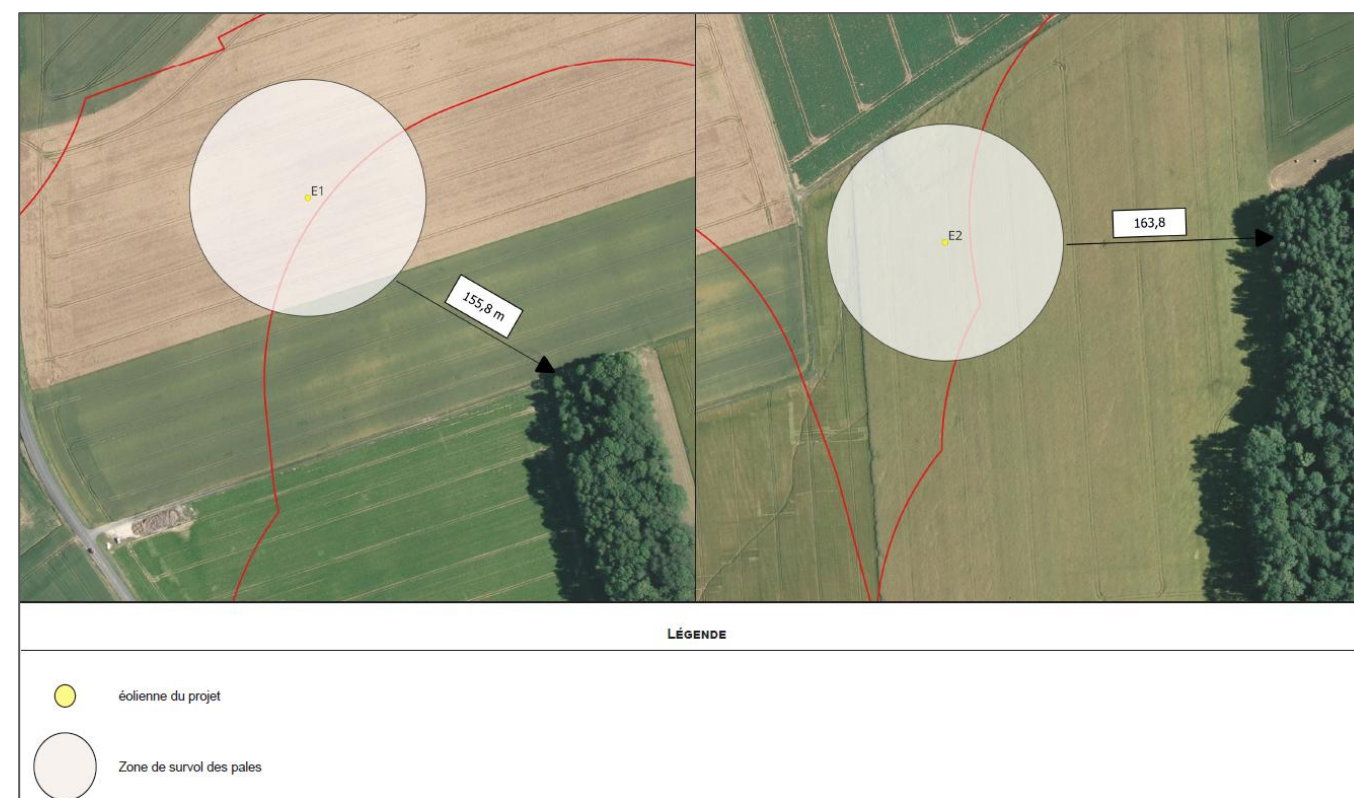 E1
155,8 m
E2
163,8
LÉGENDE
éolienne du projet
Zone de survol des pales